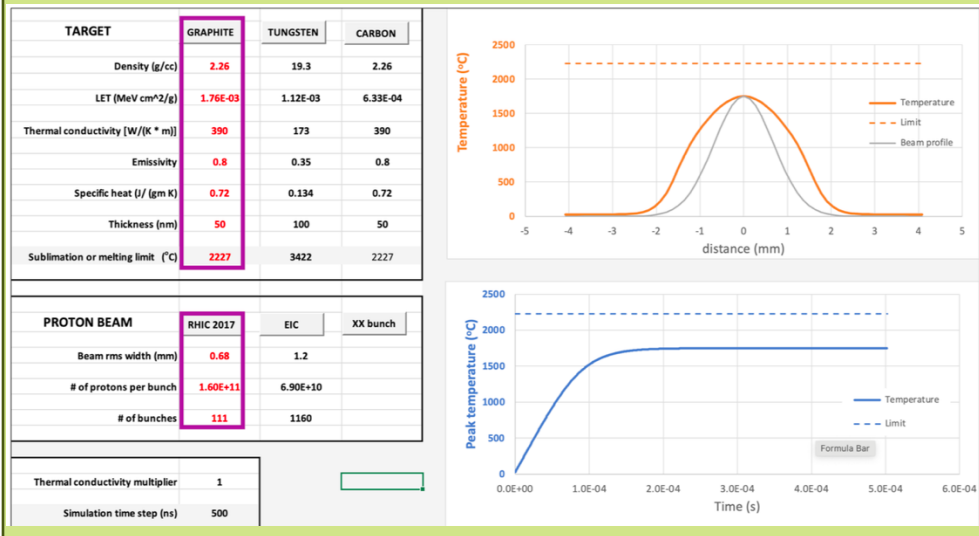 TARGET GRAPHITE TUNGSTEN CARBON
Density (g/cc) 2.26 19.3 2.26
LET (MeV cm^2/g) 1.76E-03 1.12E-03 6.33E-04
Thermal conductivity [W/(K * m)] 390 173 390
Emissivity 0.8 0.35 0.8
Specific heat (J/ (gm K) 0.72 0.134 0.72
Thickness (nm) 50 100 50
Sublimation or melting limit (°C) 2227 3422 2227
PROTON BEAM RHIC 2017 EIC XX bunch
Beam rms width (mm) 0.68 1.2
# of protons per bunch 1.60E+11 6.90E+10
# of bunches 111 1160
Thermal conductivity multiplier 1
Simulation time step (ns) 500
Temperature (°C)
2500
2000
1500
1000
500
0
-5 -4 -3 -2 -1 0 1 2 3 4 5
distance (mm)
Temperature
Limit
Beam profile
Peak temperature (°C)
2500
2000
1500
1000
500
0
0.0E+00 1.0E-04 2.0E-04 3.0E-04 4.0E-04 5.0E-04 6.0E-04
Time (s)
Temperature
Limit
Formula Bar